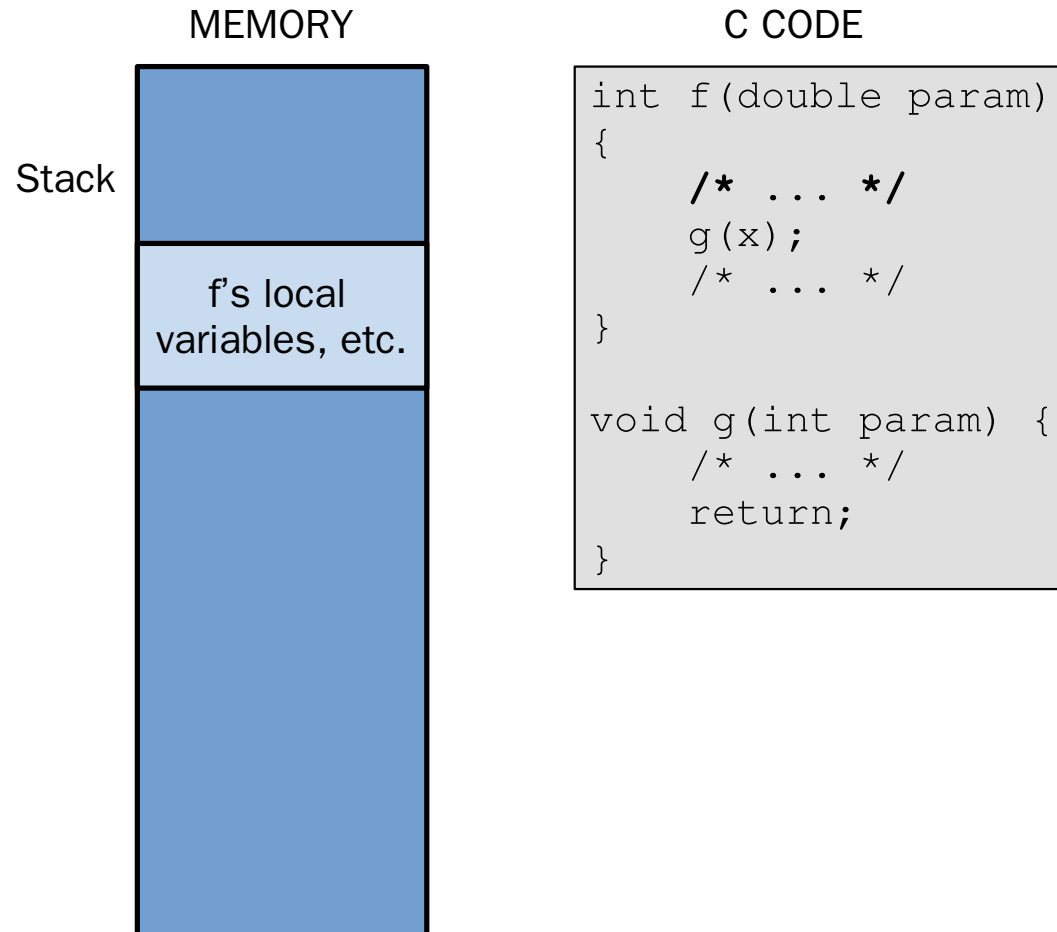 MEMORY
Stack
f’s local
variables, etc.
C CODE
int f(double param)
{
    /* ... */
    g(x);
    /* ... */
}

void g(int param) {
    /* ... */
    return;
}